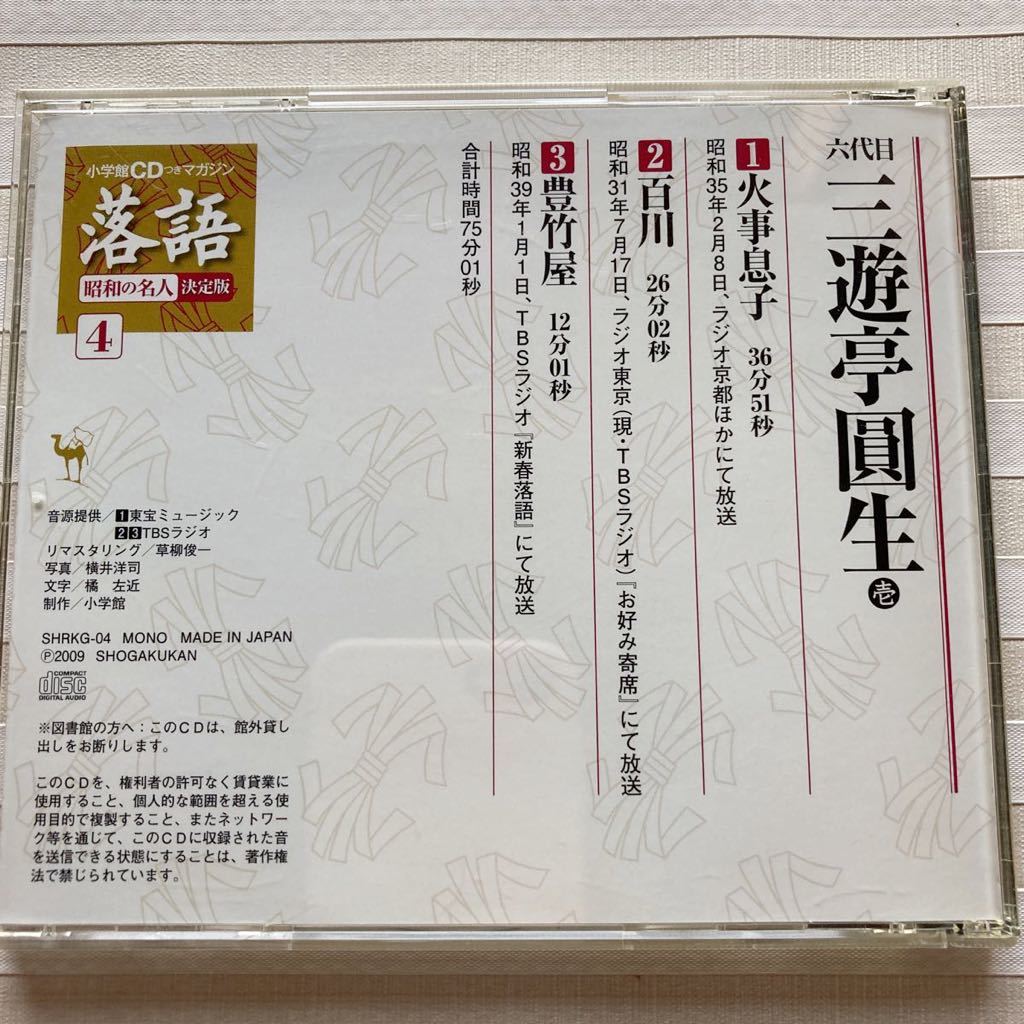 六代目 三遊亭圓生 壱
1 火事息子 36分51秒
昭和35年2月8日、ラジオ京都ほかにて放送
2 百川 26分02秒
昭和31年7月17日、ラジオ東京(現・TBSラジオ)『お好み寄席』にて放送
3 豊竹屋 12分01秒
昭和39年1月1日、TBSラジオ『新春落語』にて放送
合計時間75分01秒
小学館CDつきマガジン
落語
昭和の名人 決定版
4
音源提供/1東宝ミュージック
23TBSラジオ
リマスタリング/草柳俊一
写真/横井洋司
文字/橘 左近
制作/小学館
SHRKG-04 MONO MADE IN JAPAN
Ⓟ2009 SHOGAKUKAN
COMPACT
disc
DIGITAL AUDIO
※図書館の方へ:このCDは、館外貸し
出しをお断りします。
このCDを、権利者の許可なく賃貸業に
使用すること、個人的な範囲を超える使
用目的で複製すること、またネットワー
ク等を通じて、このCDに収録された音
を送信できる状態にすることは、著作権
法で禁じられています。